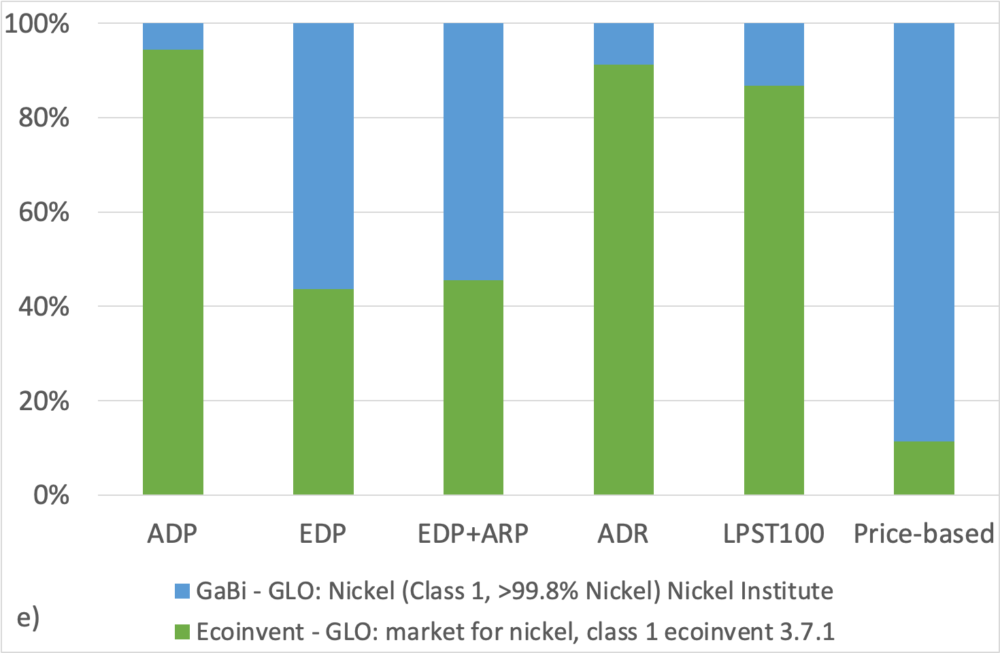 100%
80%
60%
40%
20%
0%
ADP EDP EDP+ARP ADR LPST100 Price-based
GaBi - GLO: Nickel (Class 1, >99.8% Nickel) Nickel Institute
e)
Ecoinvent - GLO: market for nickel, class 1 ecoinvent 3.7.1